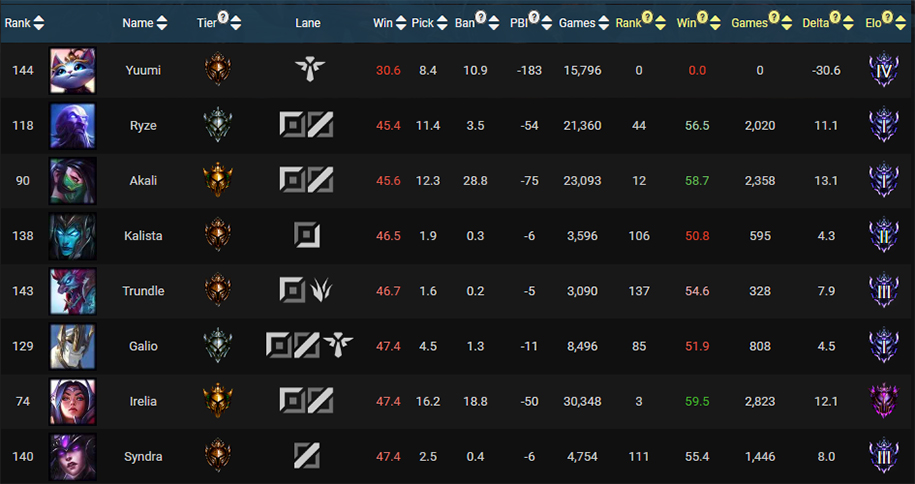 Rank Name Tier ? Lane Win Pick Ban ? PBI ? Games Rank ? Win ? Games ? Delta ? Elo ?
144 Yuumi 30.6 8.4 10.9 -183 15,796 0 0.0 0 -30.6 IV
118 Ryze 45.4 11.4 3.5 -54 21,360 44 56.5 2,020 11.1 I
90 Akali 45.6 12.3 28.8 -75 23,093 12 58.7 2,358 13.1 I
138 Kalista 46.5 1.9 0.3 -6 3,596 106 50.8 595 4.3 II
143 Trundle 46.7 1.6 0.2 -5 3,090 137 54.6 328 7.9 III
129 Galio 47.4 4.5 1.3 -11 8,496 85 51.9 808 4.5 I
74 Irelia 47.4 16.2 18.8 -50 30,348 3 59.5 2,823 12.1
140 Syndra 47.4 2.5 0.4 -6 4,754 111 55.4 1,446 8.0 III